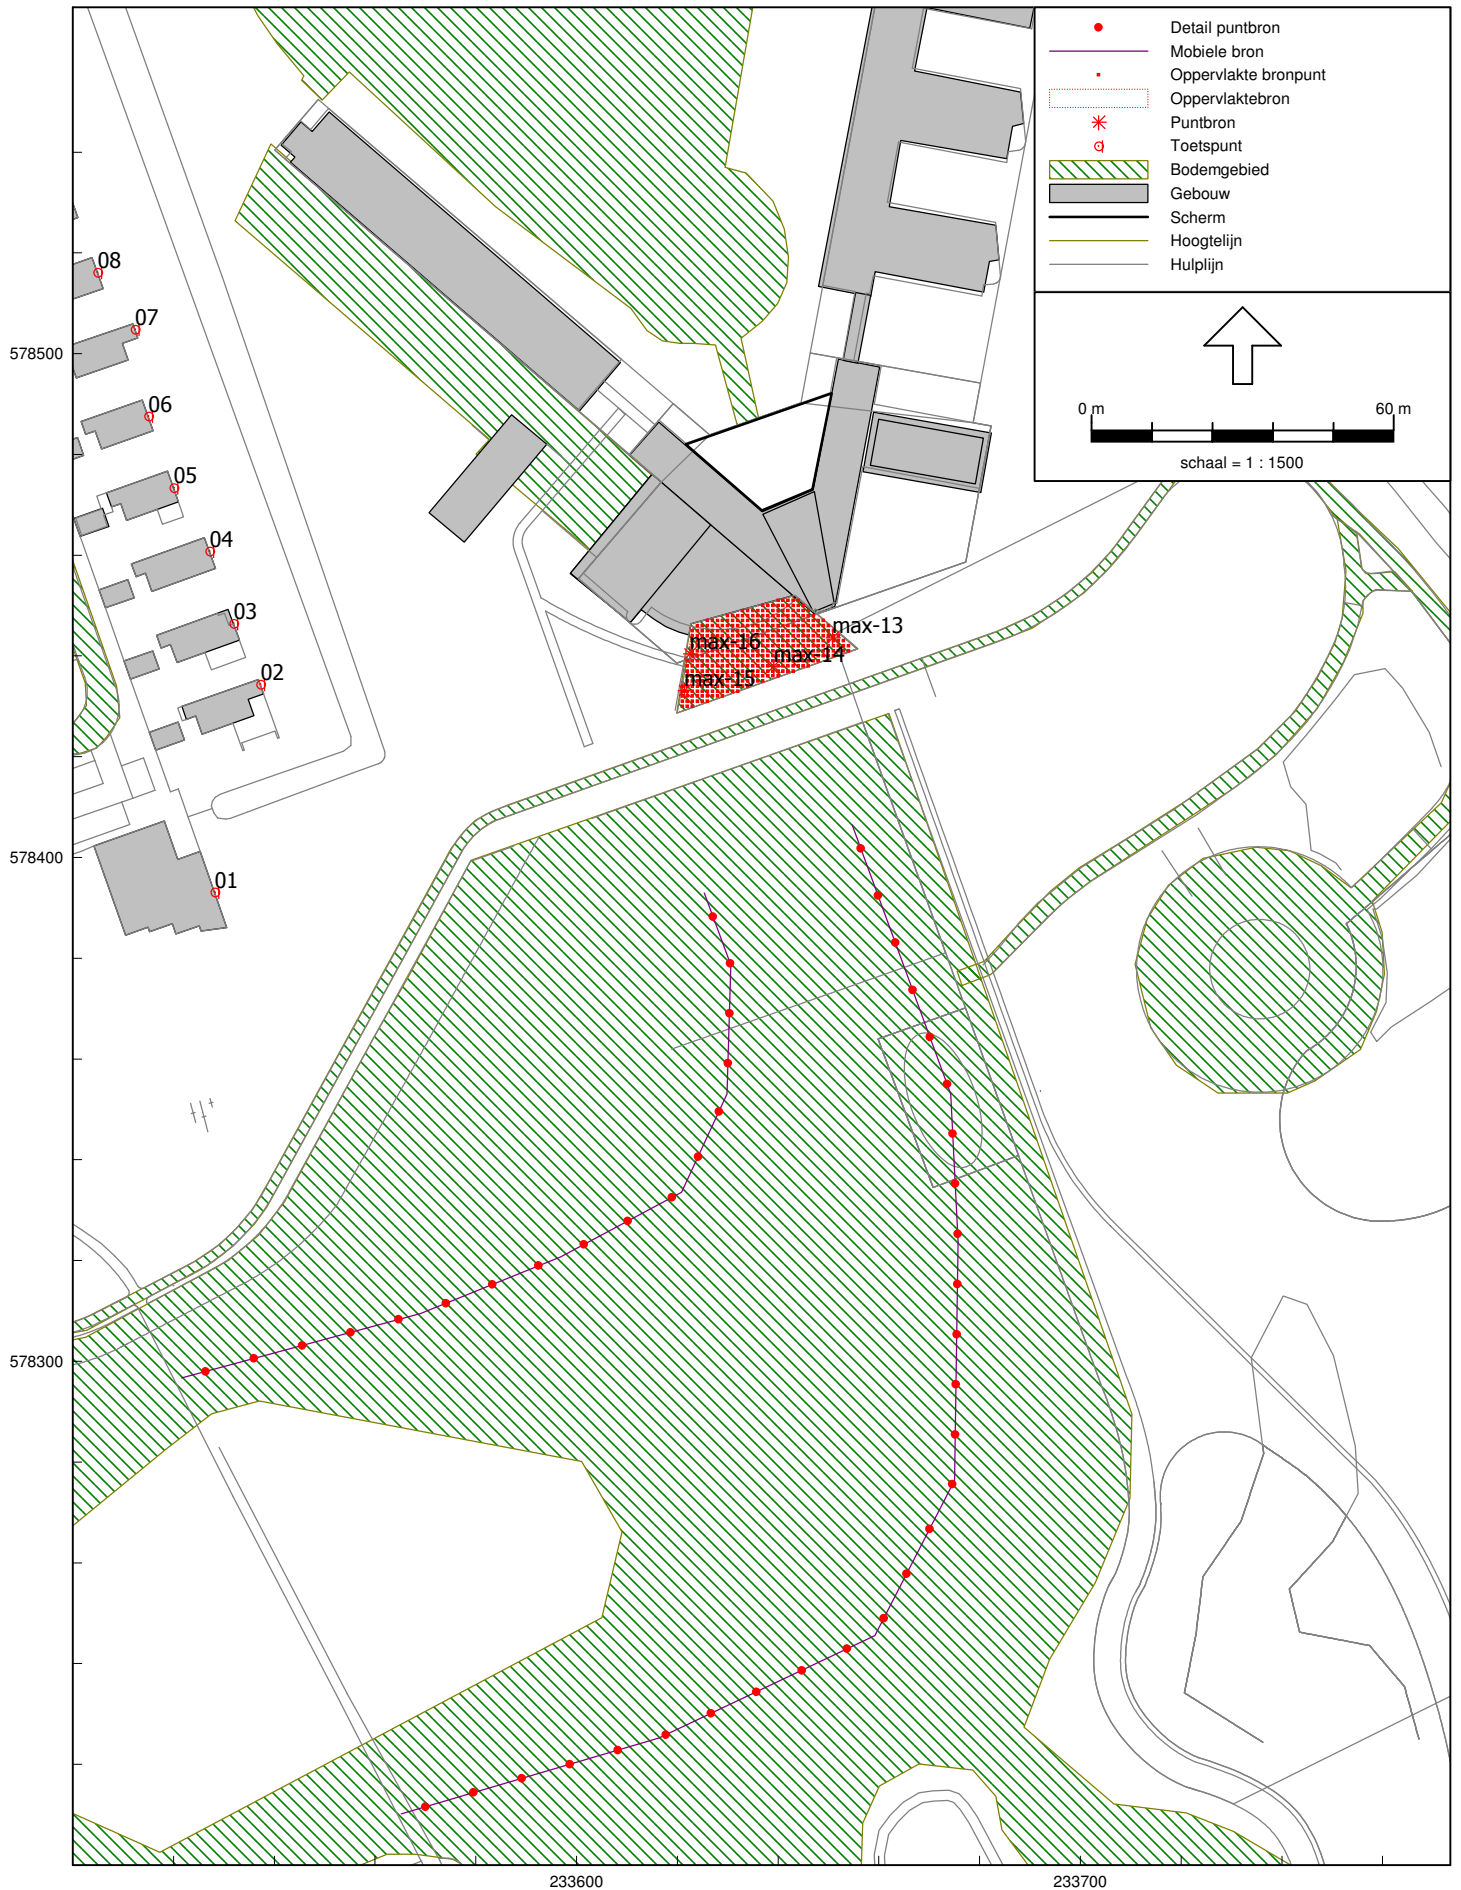 Detail puntbron
Mobiele bron
Oppervlakte bronpunt
Oppervlaktebron
Puntbron
Toetspunt
Bodemgebied
Gebouw
Scherm
Hoogtelijn
Hulplijn
0 m 60 m
schaal = 1 : 1500
08
07
578500
06
05
04
03
02
max-13
max-16
max-14
max-15
578400
01
578300
233600 233700